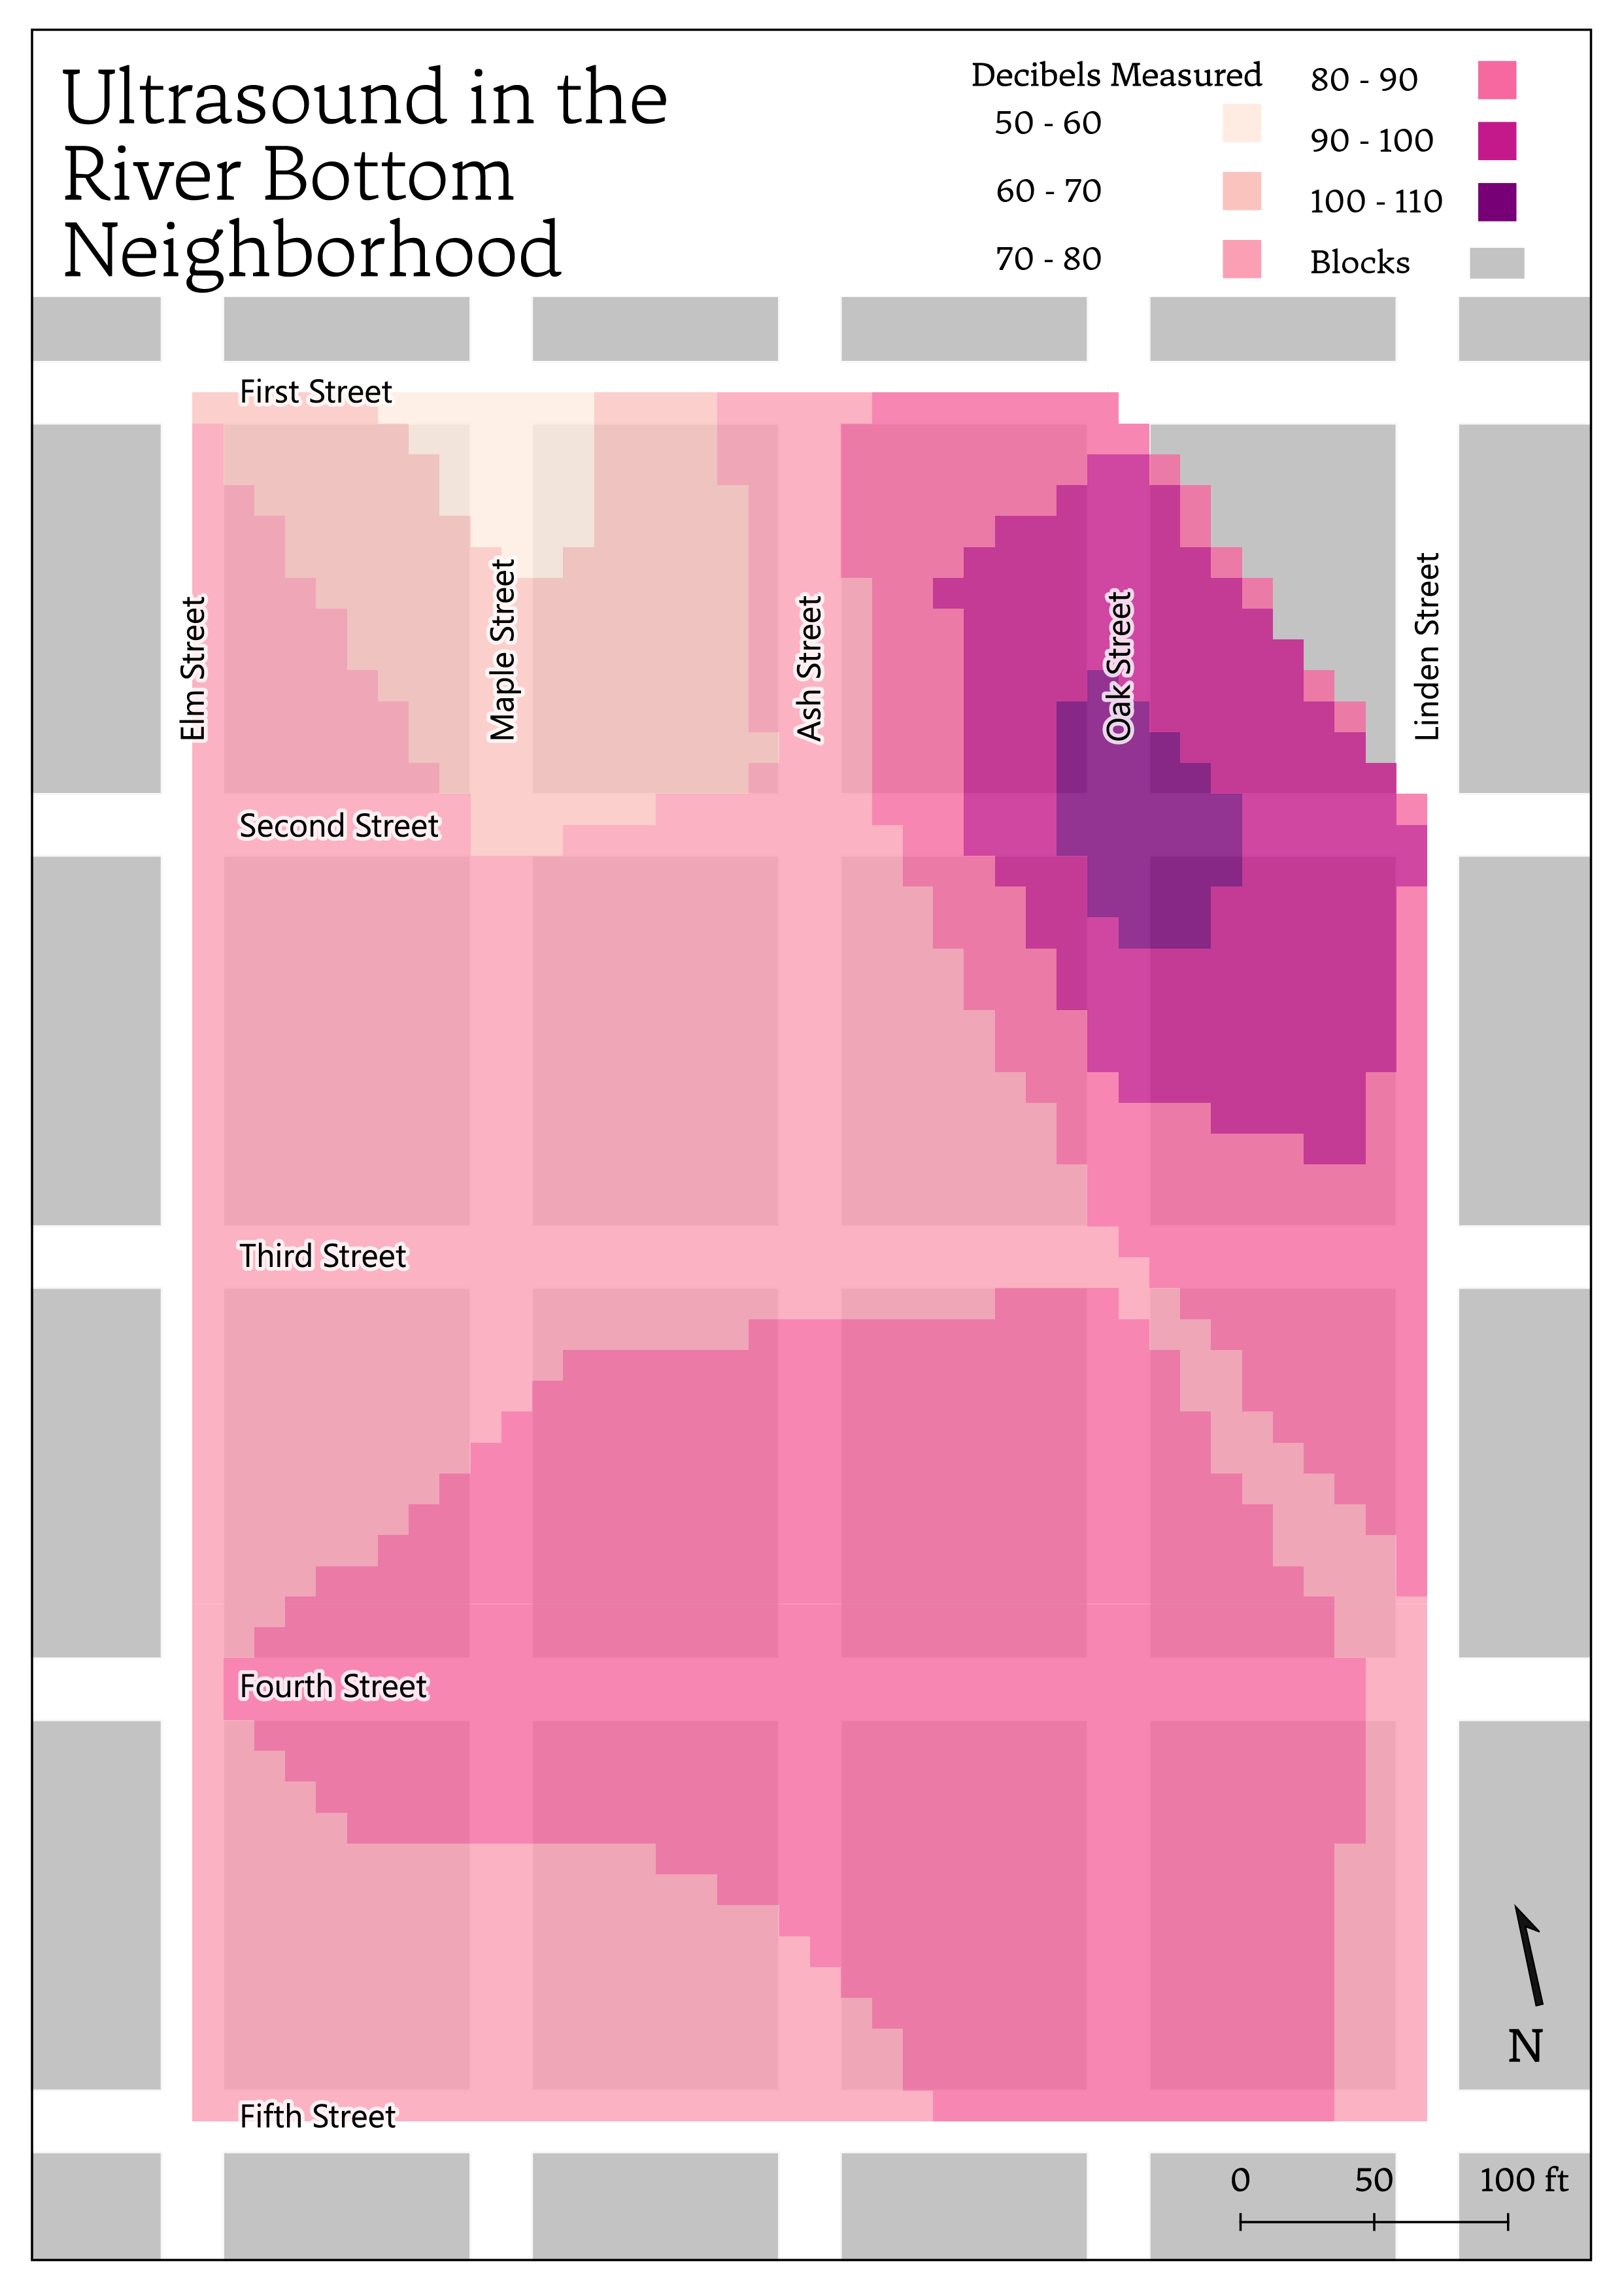 Ultrasound in the
River Bottom
Neighborhood
Decibels Measured
50 - 60
60 - 70
70 - 80
80 - 90
90 - 100
100 - 110
Blocks
First Street
Elm Street
Maple Street
Ash Street
Oak Street
Linden Street
Second Street
Third Street
Fourth Street
Fifth Street
N
0 50 100 ft